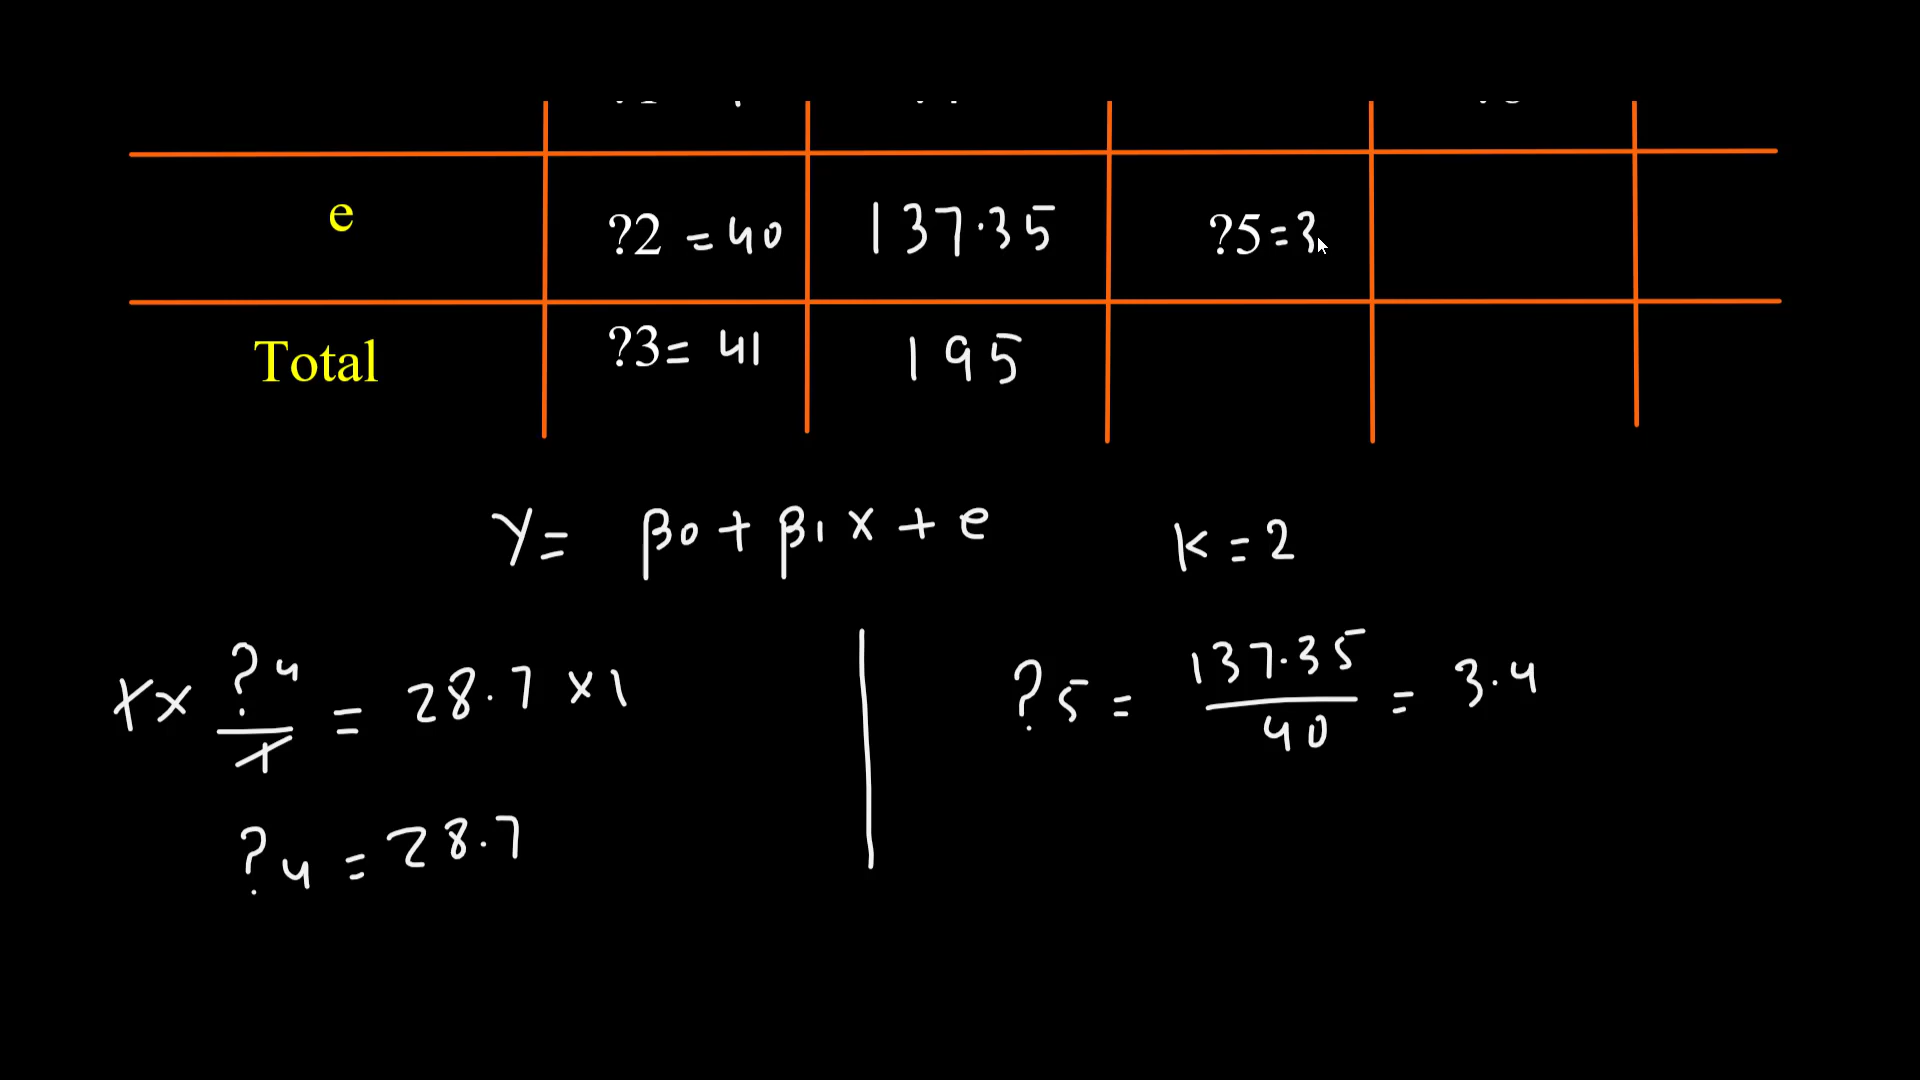 e ?2 = 40 137.35 ?5 = 3
Total ?3 = 41 195
Y = β0 + β1 x + e K = 2
1 x ?4 / 1 = 28.7 x 1
?5 = 137.35 / 40 = 3.4
?4 = 28.7